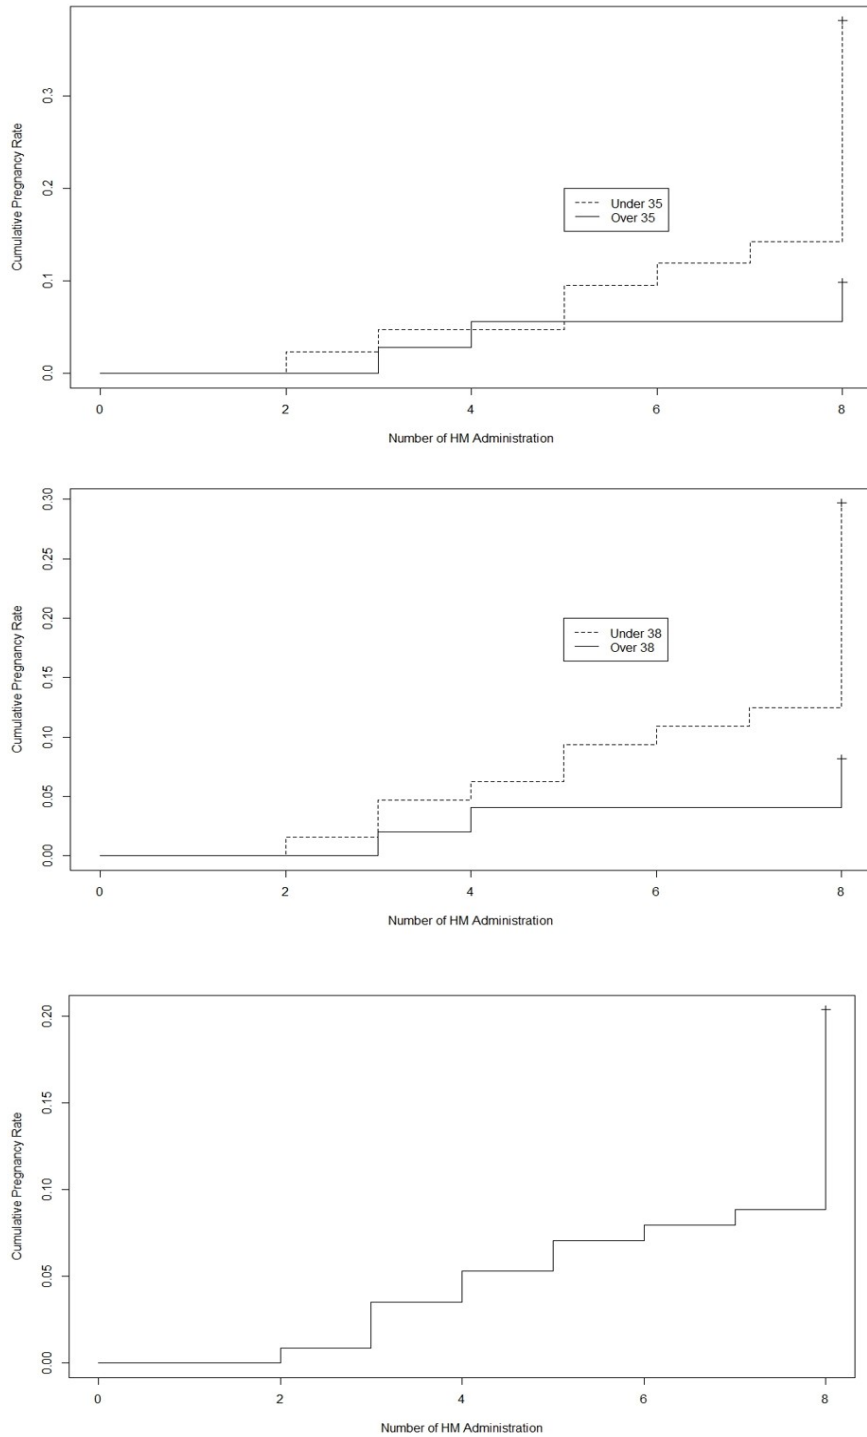 Cumulative Pregnancy Rate
0.3
0.2
0.1
0.0
Under 35
Over 35
0 2 4 6 8
Number of HM Administration
Cumulative Pregnancy Rate
0.30
0.25
0.20
0.15
0.10
0.05
0.00
Under 38
Over 38
0 2 4 6 8
Number of HM Administration
Cumulative Pregnancy Rate
0.20
0.15
0.10
0.05
0.00
0 2 4 6 8
Number of HM Administration